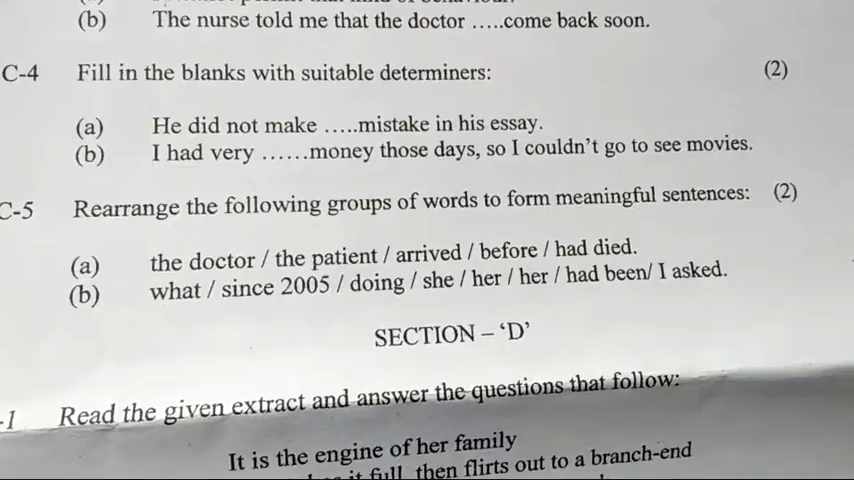 (b) The nurse told me that the doctor .....come back soon.
C-4 Fill in the blanks with suitable determiners: (2)
(a) He did not make .....mistake in his essay.
(b) I had very ......money those days, so I couldn't go to see movies.
C-5 Rearrange the following groups of words to form meaningful sentences: (2)
(a) the doctor / the patient / arrived / before / had died.
(b) what / since 2005 / doing / she / her / her / had been/ I asked.
SECTION – 'D'
-1 Read the given extract and answer the questions that follow:
It is the engine of her family
it full, then flirts out to a branch-end